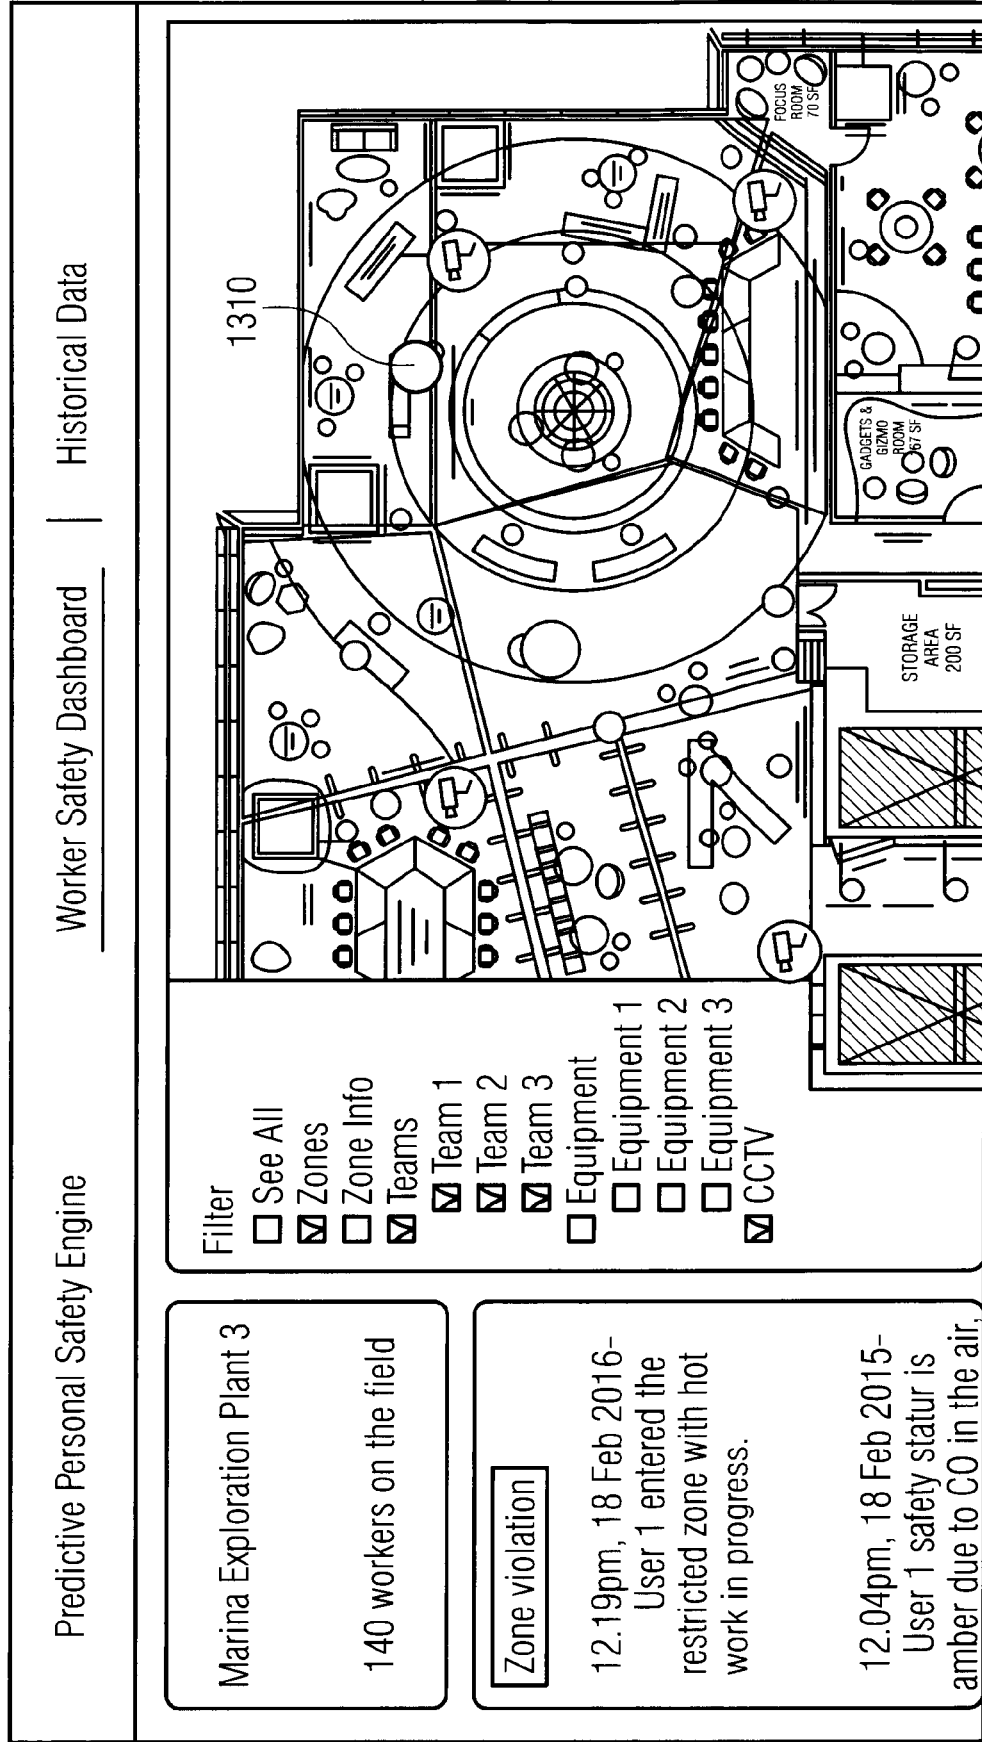 Predictive Personal Safety Engine
Worker Safety Dashboard
Historical Data
Marina Exploration Plant 3
140 workers on the field
Zone violation
12.19pm, 18 Feb 2016-
User 1 entered the
restricted zone with hot
work in progress.
12.04pm, 18 Feb 2015-
User 1 safety statur is
amber due to CO in the air,
Filter
See All
Zones
Zone Info
Teams
Team 1
Team 2
Team 3
Equipment
Equipment 1
Equipment 2
Equipment 3
CCTV
1310
FOCUS
ROOM
70 SF
GADGETS &
GIZMO
ROOM
67 SF
STORAGE
AREA
200 SF